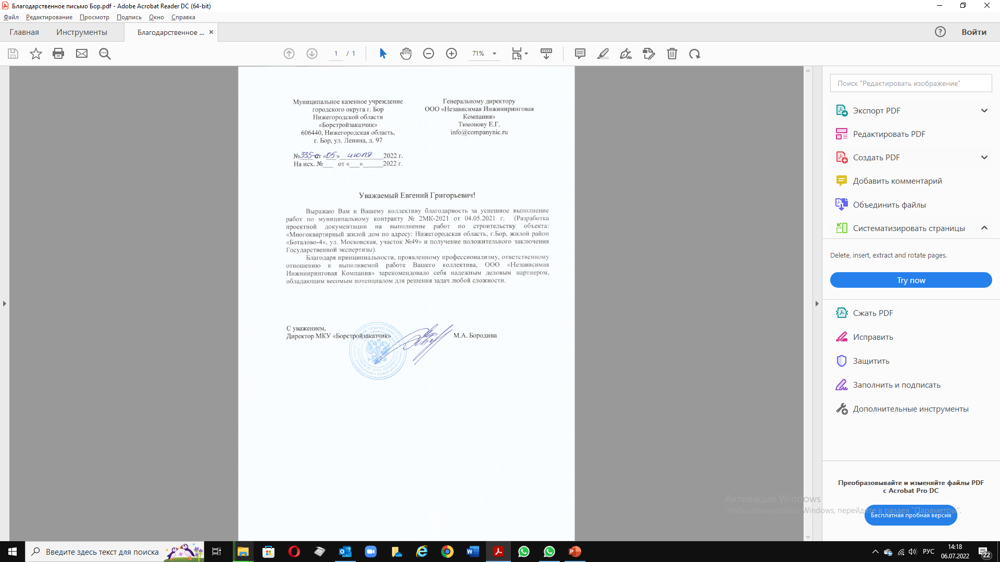 Благодарственное письмо Бор.pdf - Adobe Acrobat Reader DC (64-bit)
Файл Редактирование Просмотр Подпись Окно Справка
Главная Инструменты Благодарственное ... ×
Войти
1 / 1
71%
Муниципальное казенное учреждение
городского округа г. Бор
Нижегородской области
«Борстройзаказчик»
606440, Нижегородская область,
г. Бор, ул. Ленина, д. 97
№335-с от «05» июля 2022 г.
На исх. №___ от «___»______2022 г.
Генеральному директору
ООО «Независимая Инжиниринговая
Компания»
Тимонову Е.Г.
info@companynic.ru
Уважаемый Евгений Григорьевич!
Выражаю Вам и Вашему коллективу благодарность за успешное выполнение
работ по муниципальному контракту № 2МК-2021 от 04.05.2021 г. (Разработка
проектной документации на выполнение работ по строительству объекта:
«Многоквартирный жилой дом по адресу: Нижегородская область, г.Бор, жилой район
«Боталово-4», ул. Московская, участок №49» и получение положительного заключения
Государственной экспертизы).
Благодаря принципиальности, проявленному профессионализму, ответственному
отношению к выполняемой работе Вашего коллектива, ООО «Независимая
Инжиниринговая Компания» зарекомендовало себя надежным деловым партнером,
обладающим весомым потенциалом для решения задач любой сложности.
С уважением,
Директор МКУ «Борстройзаказчик»
М.А. Бородина
Поиск "Редактировать изображение"
Экспорт PDF
Редактировать PDF
Создать PDF
Добавить комментарий
Объединить файлы
Систематизировать страницы
Delete, insert, extract and rotate pages.
Try now
Сжать PDF
Исправить
Защитить
Заполнить и подписать
Дополнительные инструменты
Преобразовывайте и изменяйте файлы PDF
с Acrobat Pro DC
Бесплатная пробная версия
Активация Windows
Чтобы активировать Windows, перейдите в раздел "Параметры".
Введите здесь текст для поиска
РУС
14:18
06.07.2022
22